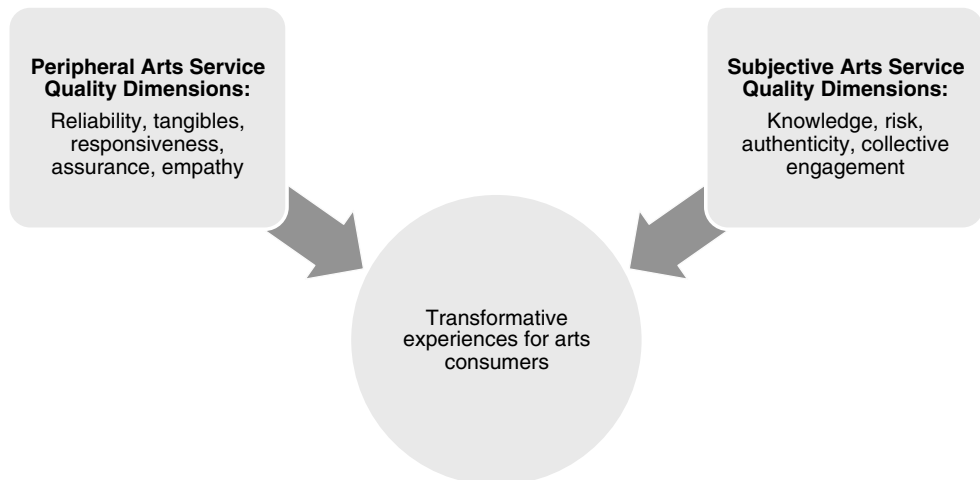 Peripheral Arts Service
Quality Dimensions:
Reliability, tangibles,
responsiveness,
assurance, empathy
Subjective Arts Service
Quality Dimensions:
Knowledge, risk,
authenticity, collective
engagement
Transformative
experiences for arts
consumers